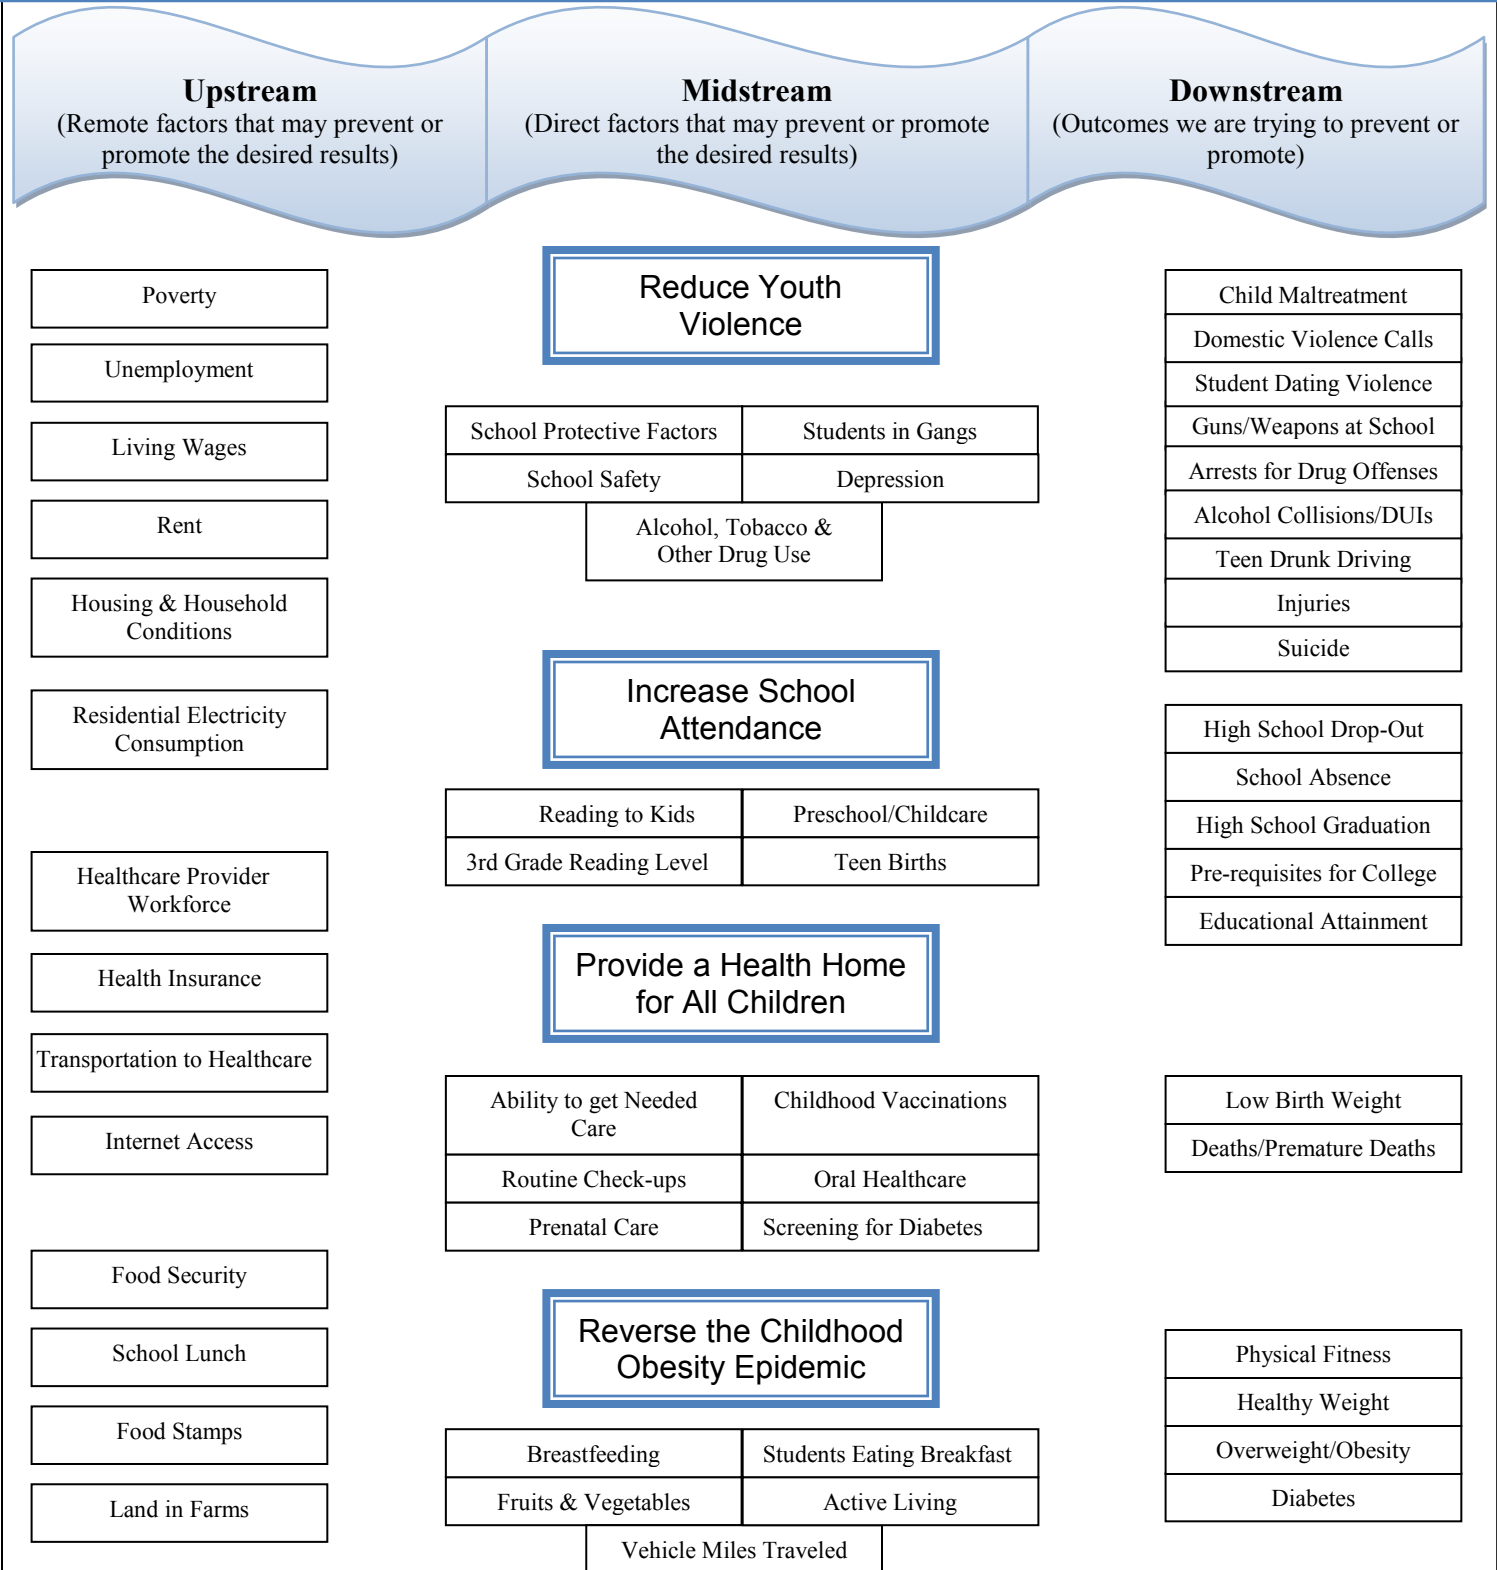 Upstream
(Remote factors that may prevent or
promote the desired results)
Midstream
(Direct factors that may prevent or promote
the desired results)
Downstream
(Outcomes we are trying to prevent or
promote)
Poverty
Unemployment
Living Wages
Rent
Housing & Household
Conditions
Residential Electricity
Consumption
Healthcare Provider
Workforce
Health Insurance
Transportation to Healthcare
Internet Access
Food Security
School Lunch
Food Stamps
Land in Farms
Reduce Youth
Violence
School Protective Factors
Students in Gangs
School Safety
Depression
Alcohol, Tobacco &
Other Drug Use
Increase School
Attendance
Reading to Kids
Preschool/Childcare
3rd Grade Reading Level
Teen Births
Provide a Health Home
for All Children
Ability to get Needed
Care
Childhood Vaccinations
Routine Check-ups
Oral Healthcare
Prenatal Care
Screening for Diabetes
Reverse the Childhood
Obesity Epidemic
Breastfeeding
Students Eating Breakfast
Fruits & Vegetables
Active Living
Vehicle Miles Traveled
Child Maltreatment
Domestic Violence Calls
Student Dating Violence
Guns/Weapons at School
Arrests for Drug Offenses
Alcohol Collisions/DUIs
Teen Drunk Driving
Injuries
Suicide
High School Drop-Out
School Absence
High School Graduation
Pre-requisites for College
Educational Attainment
Low Birth Weight
Deaths/Premature Deaths
Physical Fitness
Healthy Weight
Overweight/Obesity
Diabetes